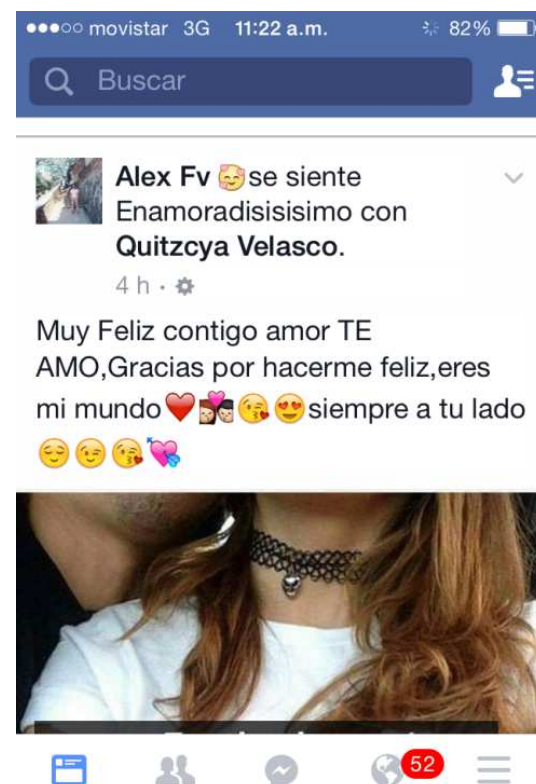 movistar 3G 11:22 a.m. 82%
Buscar
Alex Fv 🥰 se siente
Enamoradisisisimo con
Quitzcya Velasco.
4 h ·
Muy Feliz contigo amor TE
AMO,Gracias por hacerme feliz,eres
mi mundo❤️💑😘😍siempre a tu lado
😌😉😘💘
52